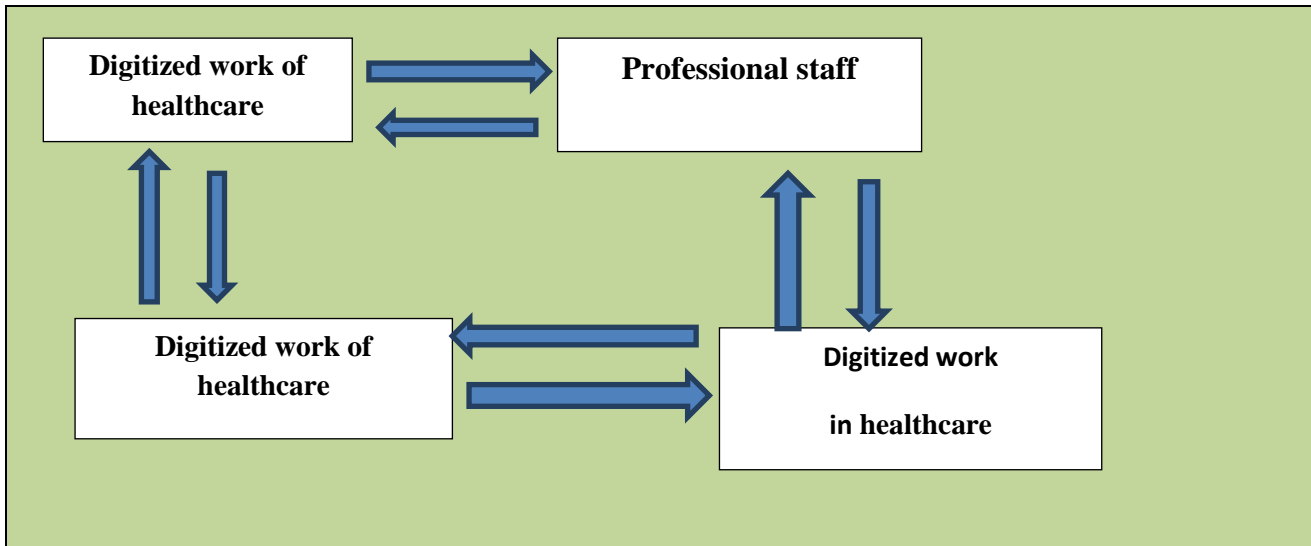 Digitized work of
healthcare
Professional staff
Digitized work of
healthcare
Digitized work
in healthcare